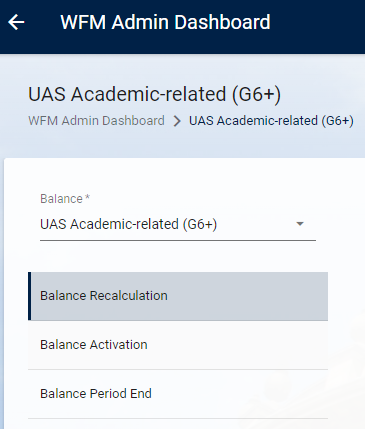 WFM Admin Dashboard
UAS Academic-related (G6+)
WFM Admin Dashboard > UAS Academic-related (G6+)
Balance *
UAS Academic-related (G6+)
Balance Recalculation
Balance Activation
Balance Period End